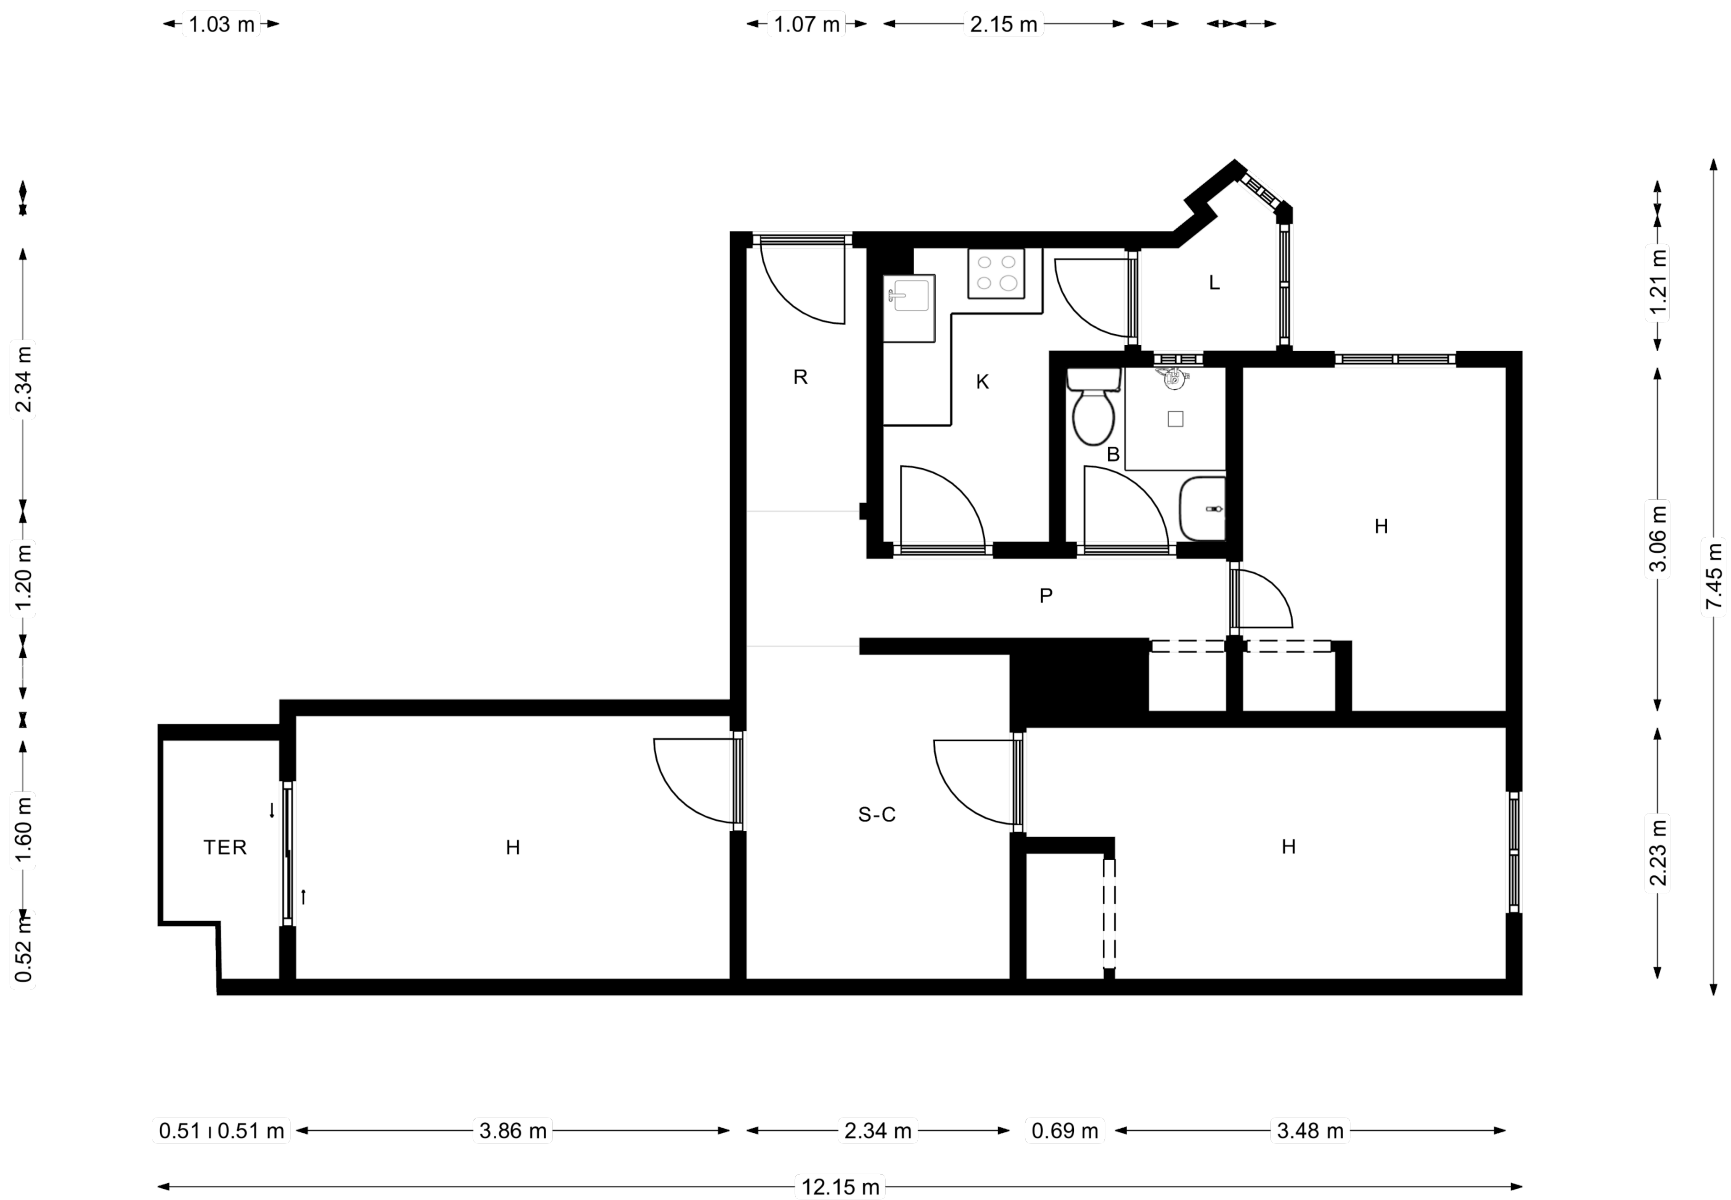 1.03 m
1.07 m
2.15 m
L
1.21 m
2.34 m
R
K
B
H
3.06 m
7.45 m
1.20 m
P
S-C
TER
H
H
1.60 m
2.23 m
0.52 m
0.51
0.51 m
3.86 m
2.34 m
0.69 m
3.48 m
12.15 m